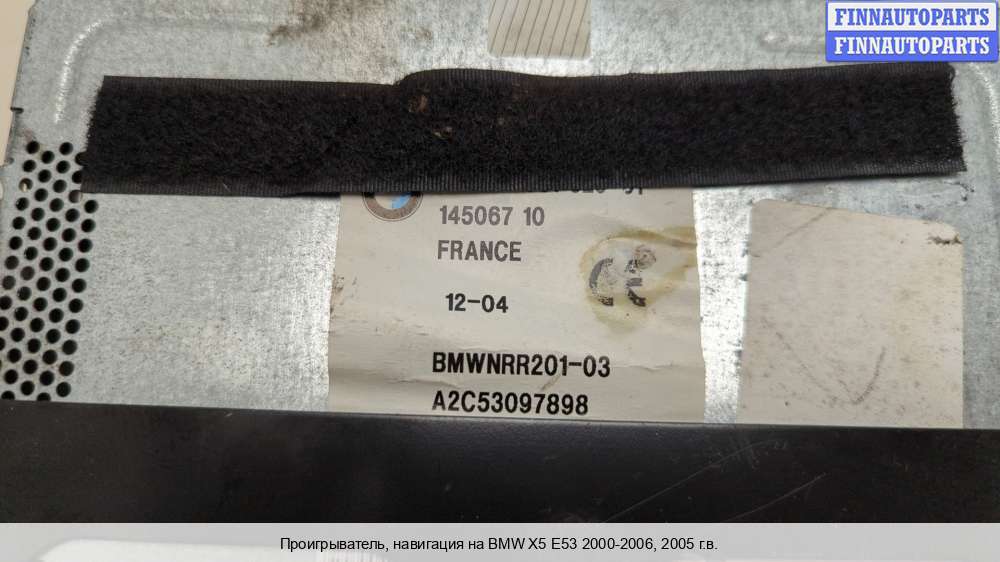 FINNAUTOPARTS
FINNAUTOPARTS
145067 10
FRANCE
CE
12-04
BMWNRR201-03
A2C53097898
Проигрыватель, навигация на BMW X5 E53 2000-2006, 2005 г.в.